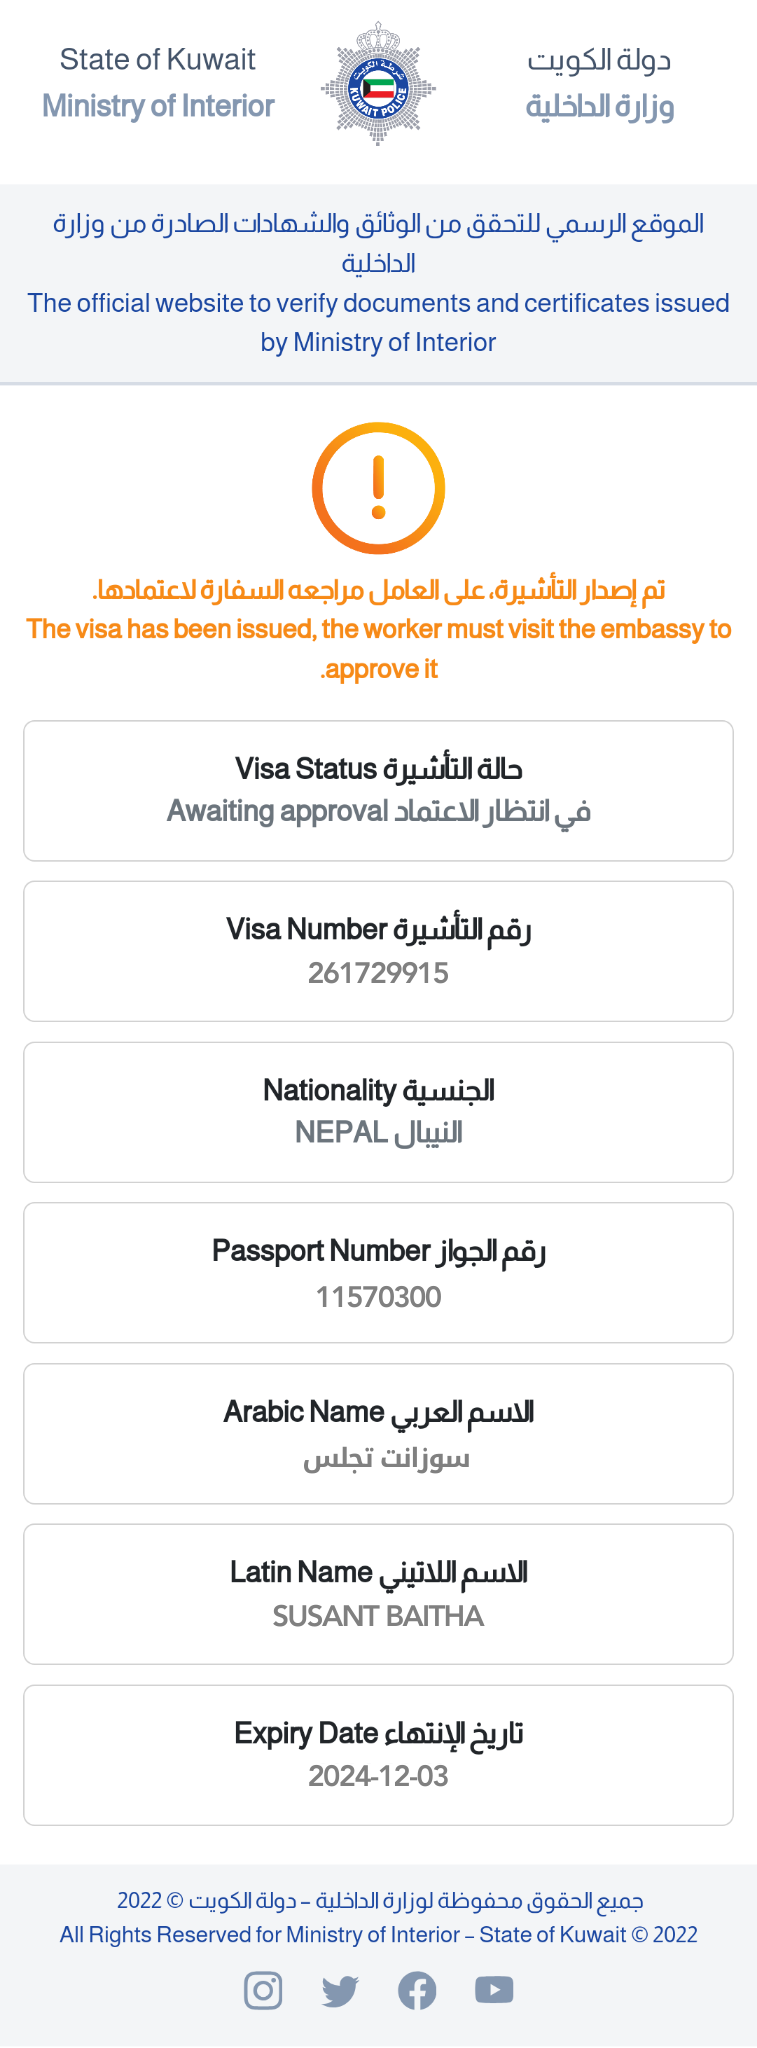 State of Kuwait
Ministry of Interior
شرطة الكويت
KUWAIT POLICE
دولة الكويت
وزارة الداخلية
الموقع الرسمي للتحقق من الوثائق والشهادات الصادرة من وزارة
الداخلية
The official website to verify documents and certificates issued
by Ministry of Interior
تم إصدار التأشيرة، على العامل مراجعه السفارة لاعتمادها.
The visa has been issued, the worker must visit the embassy to
.approve it
Visa Status حالة التأشيرة
Awaiting approval في انتظار الاعتماد
Visa Number رقم التأشيرة
261729915
Nationality الجنسية
NEPAL النيبال
Passport Number رقم الجواز
11570300
Arabic Name الاسم العربي
سوزانت تجلس
Latin Name الاسم اللاتيني
SUSANT BAITHA
Expiry Date تاريخ الإنتهاء
2024-12-03
جميع الحقوق محفوظة لوزارة الداخلية – دولة الكويت © 2022
All Rights Reserved for Ministry of Interior – State of Kuwait © 2022